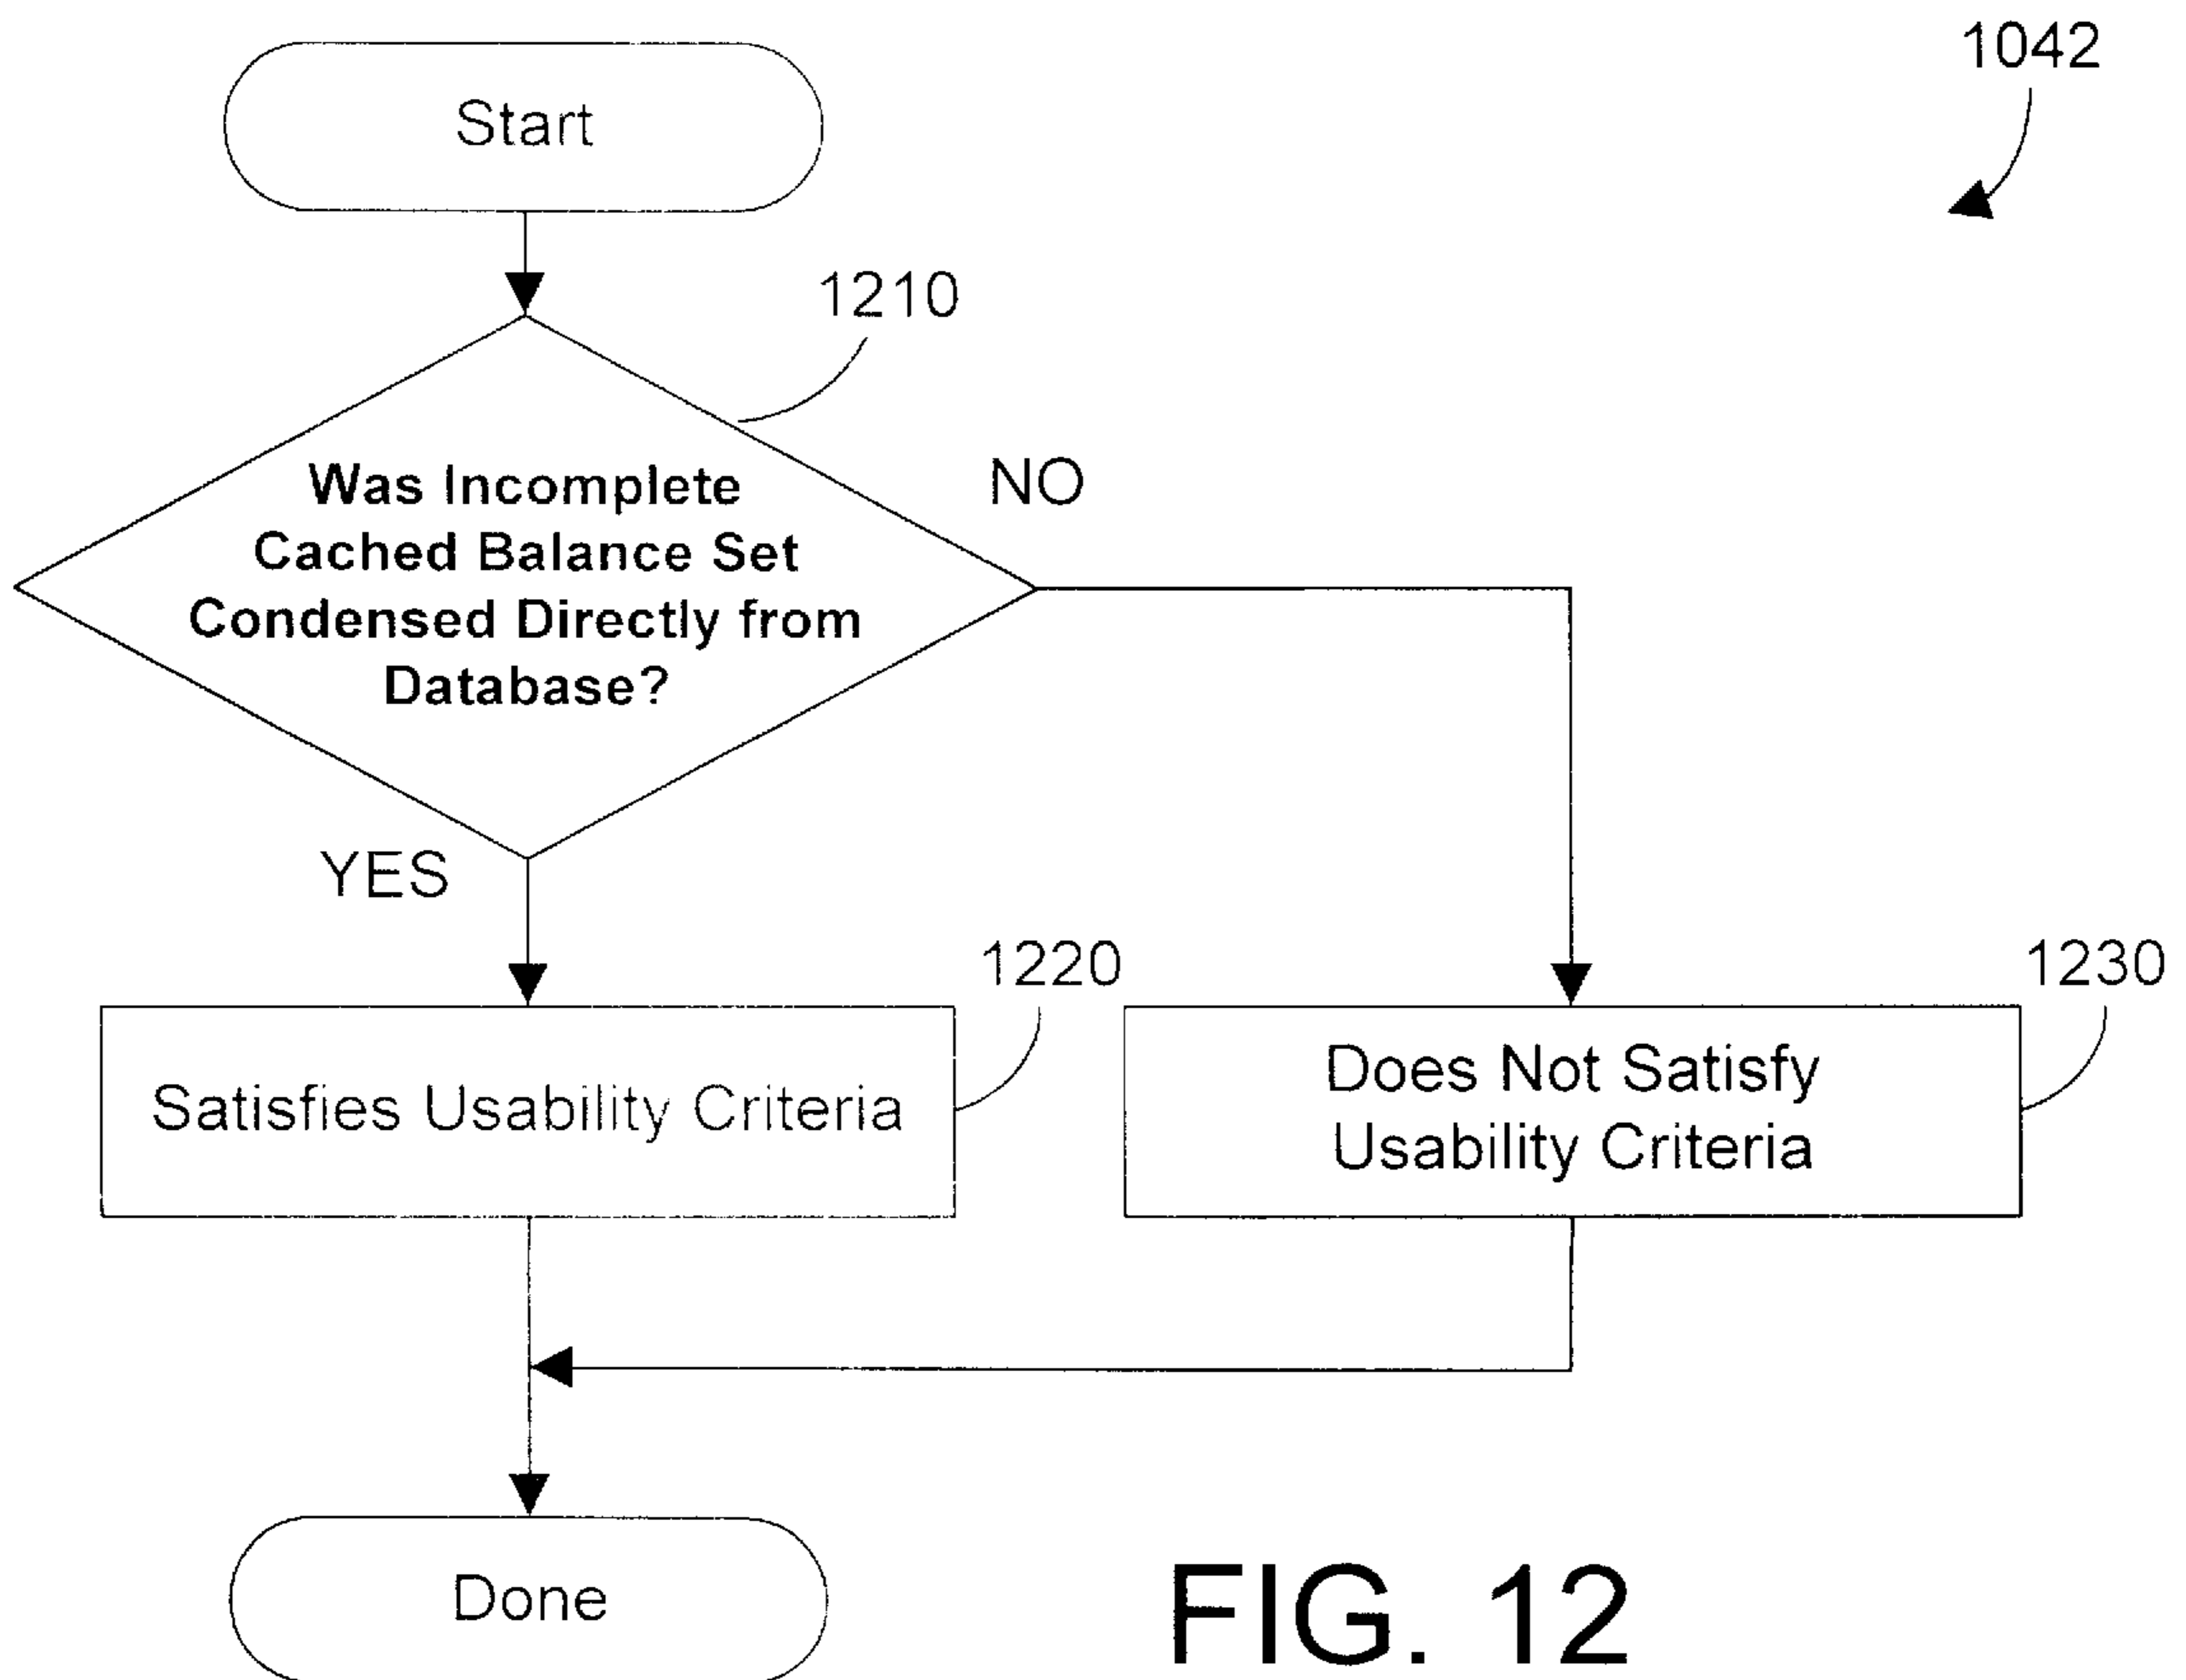 1042
Start
1210
Was Incomplete
Cached Balance Set
Condensed Directly from
Database?
NO
YES
1220
1230
Satisfies Usability Criteria
Does Not Satisfy
Usability Criteria
Done
FIG. 12